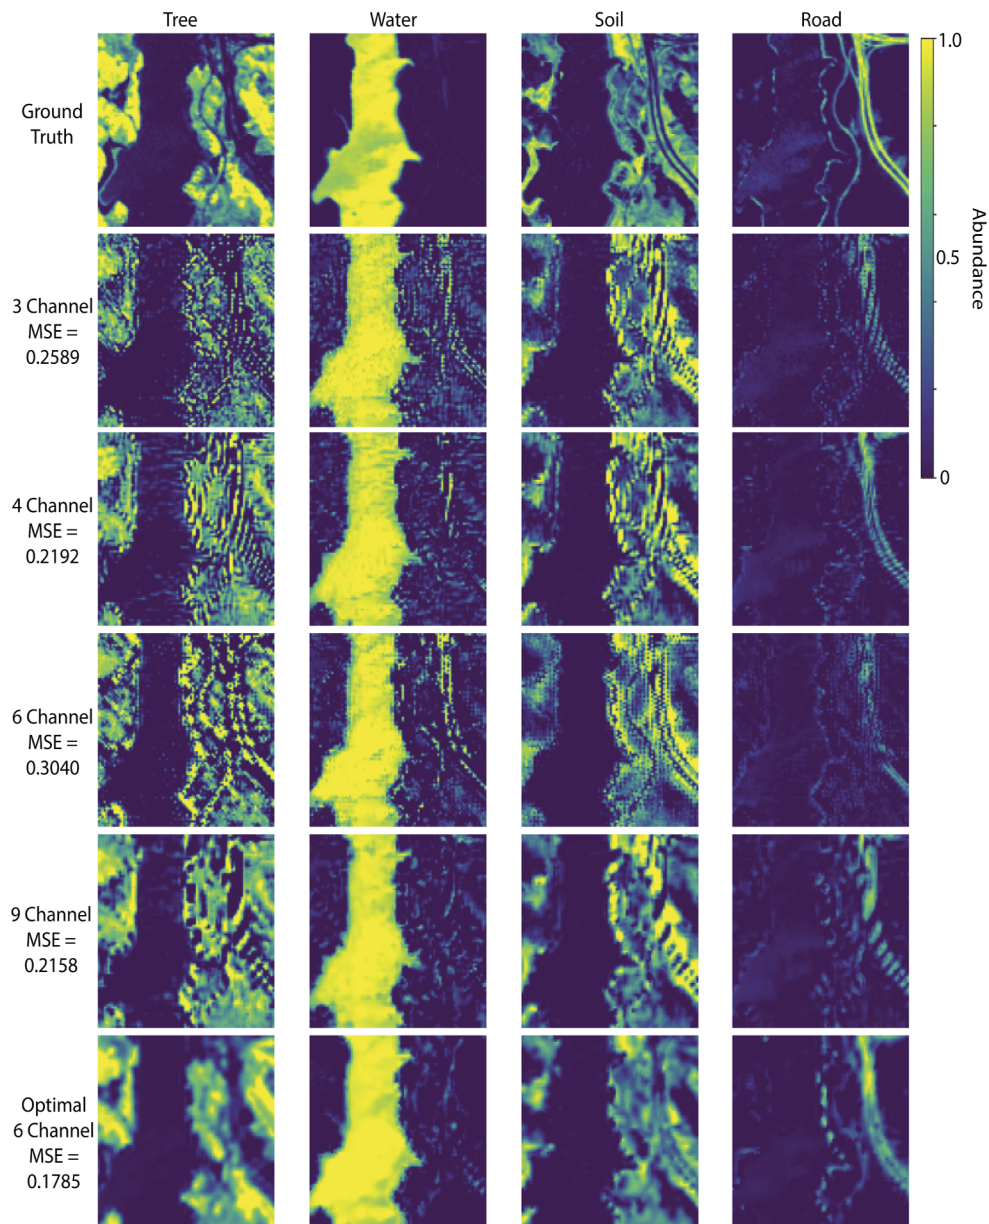 Tree Water Soil Road
Ground
Truth
1.0
0.5
0
Abundance
3 Channel
MSE =
0.2589
4 Channel
MSE =
0.2192
6 Channel
MSE =
0.3040
9 Channel
MSE =
0.2158
Optimal
6 Channel
MSE =
0.1785